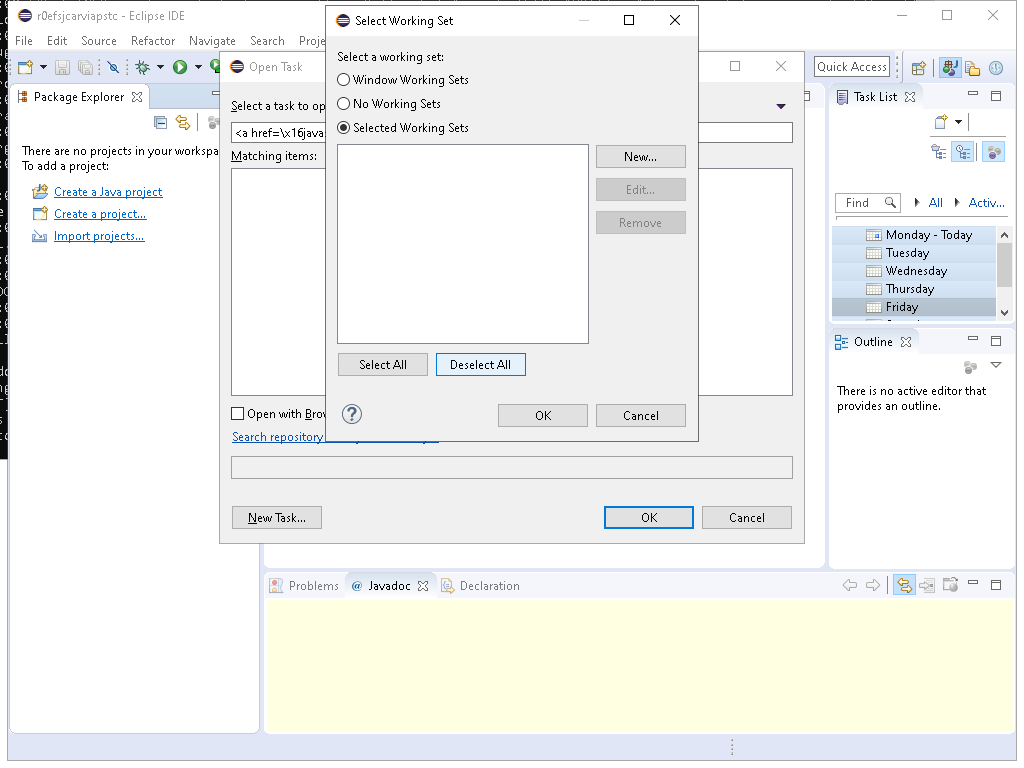 r0efsjcarviapstc - Eclipse IDE
File Edit Source Refactor Navigate Search
Quick Access
Package Explorer
There are no projects in your
To add a project:
Create a Java project
Create a project...
Import projects...
Open Task
Select a task to
<a href=\x16java
Matching items:
Open with
Search repository
New Task...
OK
Cancel
Select Working Set
Select a working set:
Window Working Sets
No Working Sets
Selected Working Sets
New...
Edit...
Remove
Select All
Deselect All
?
OK
Cancel
Task List
Find
All
Activ...
Monday - Today
Tuesday
Wednesday
Thursday
Friday
Outline
There is no active editor that
provides an outline.
Problems
@ Javadoc
Declaration